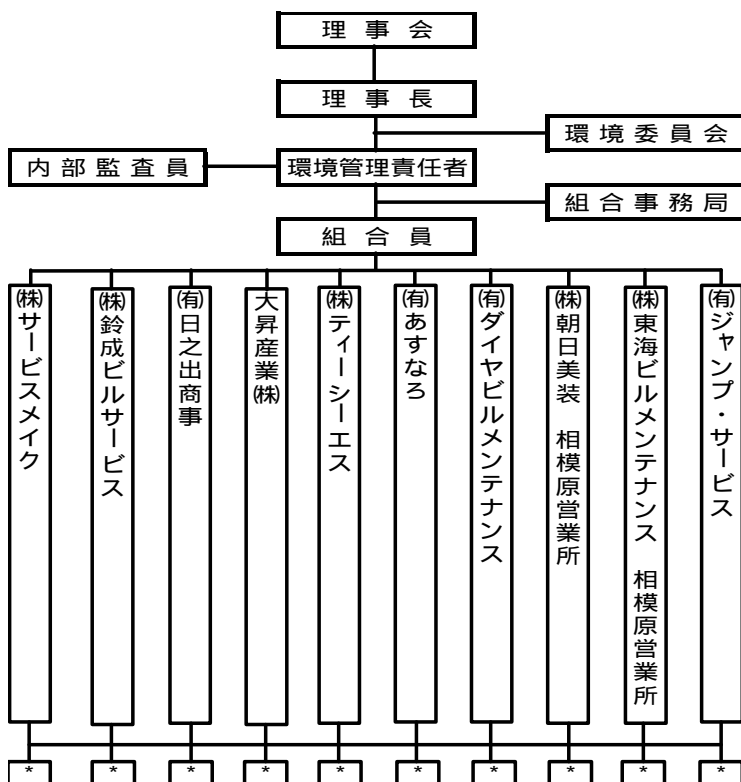 理事会
理事長
環境委員会
内部監査員
環境管理責任者
組合事務局
組合員
㈱サービスメイク
㈱鈴成ビルサービス
㈲日之出商事
大昇産業㈱
㈱ティーシーエス
㈲あすなろ
㈲ダイヤビルメンテナンス
㈱朝日美装 相模原営業所
㈱東海ビルメンテナンス 相模原営業所
㈲ジャンプ・サービス
* * * * * * * * * *